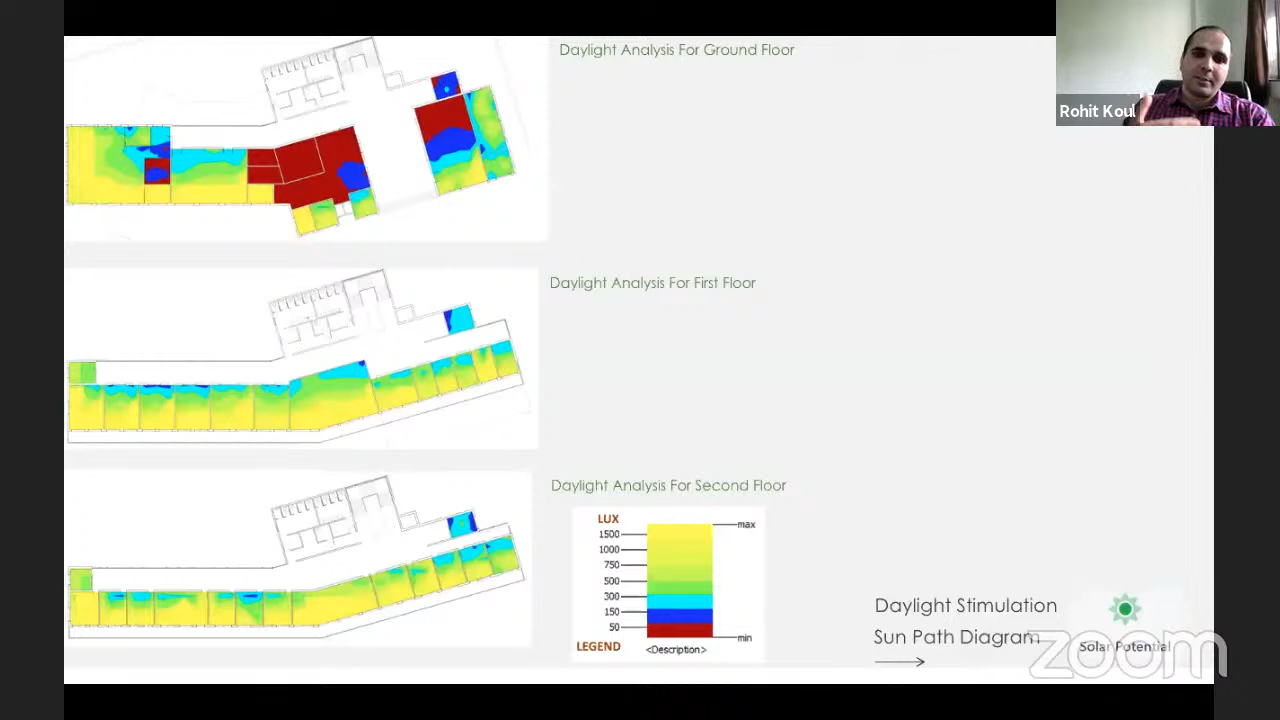 Daylight Analysis For Ground Floor
Rohit Koul
Daylight Analysis For First Floor
Daylight Analysis For Second Floor
LUX
max
1500
1000
750
500
300
150
50
min
LEGEND
<Description>
Daylight Stimulation
Sun Path Diagram
Solar Potential
zoom